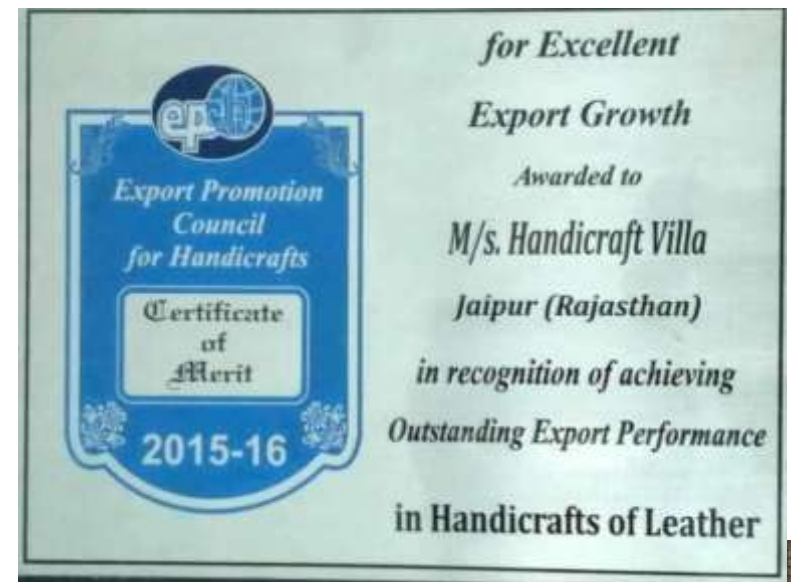 epch
Export Promotion
Council
for Handicrafts
Certificate
of
Merit
2015-16
for Excellent
Export Growth
Awarded to
M/s. Handicraft Villa
Jaipur (Rajasthan)
in recognition of achieving
Outstanding Export Performance
in Handicrafts of Leather